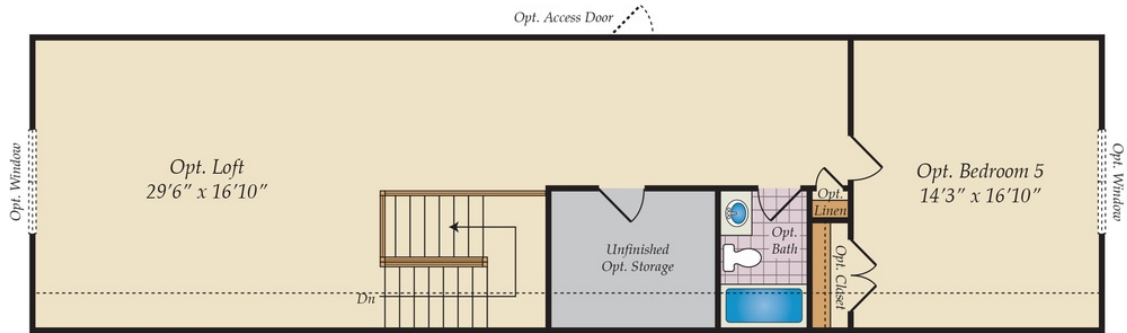 Opt. Access Door
Opt. Window
Opt. Loft
29'6" x 16'10"
Opt. Bedroom 5
14'3" x 16'10"
Opt. Window
Opt.
Linen
Opt.
Bath
Unfinished
Opt. Storage
Opt. Closet
Dn